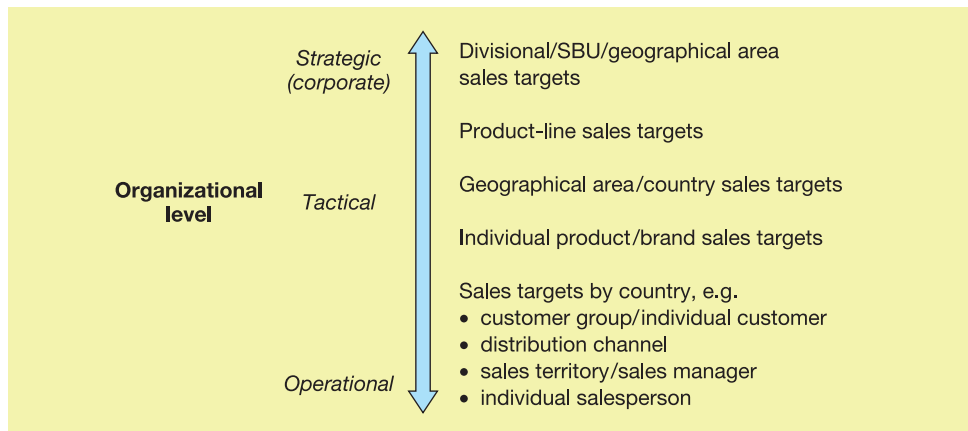 Strategic
(corporate)
Divisional/SBU/geographical area
sales targets
Product-line sales targets
Organizational
level
Tactical
Geographical area/country sales targets
Individual product/brand sales targets
Sales targets by country, e.g.
• customer group/individual customer
• distribution channel
• sales territory/sales manager
Operational
• individual salesperson